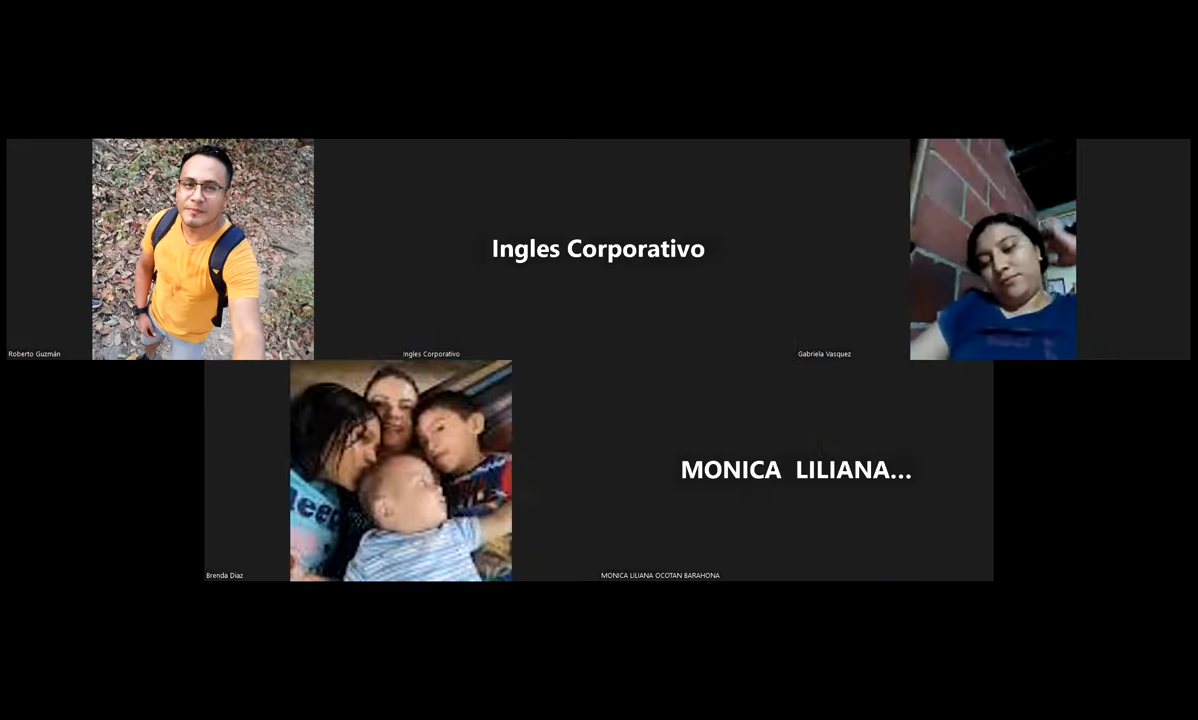 Ingles Corporativo
Roberto Guzmán
Ingles Corporativo
Gabriela Vasquez
MONICA LILIANA...
Brenda Diaz
MONICA LILIANA OCOTAN BARAHONA